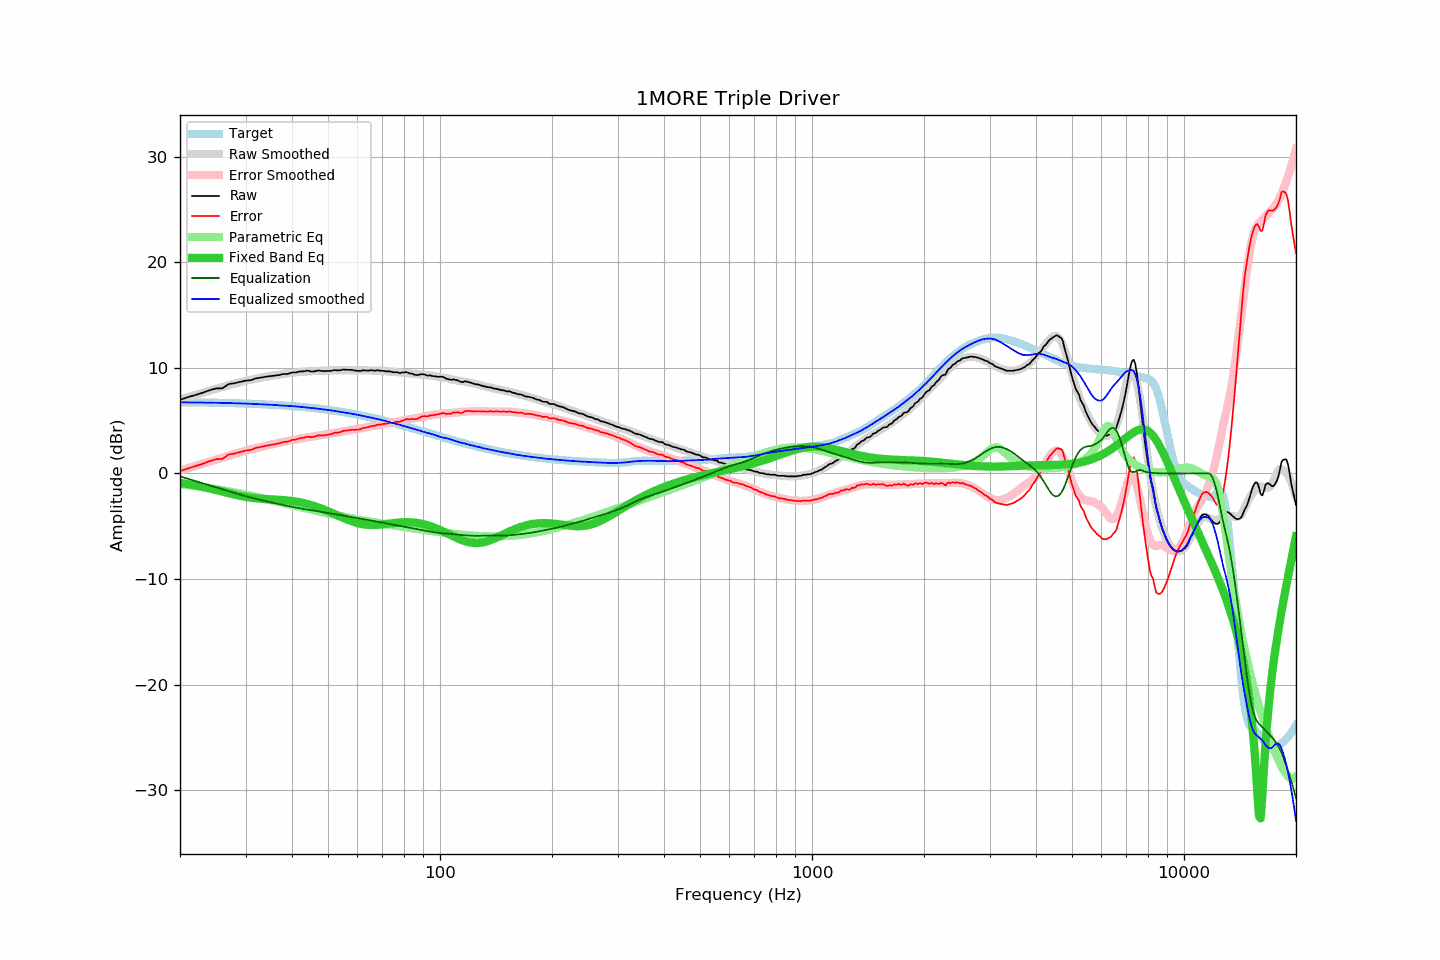 1MORE Triple Driver
Target
Raw Smoothed
Error Smoothed
Raw
Error
Parametric Eq
Fixed Band Eq
Equalization
Equalized smoothed
30
20
10
0
−10
−20
−30
Amplitude (dBr)
100
1000
10000
Frequency (Hz)